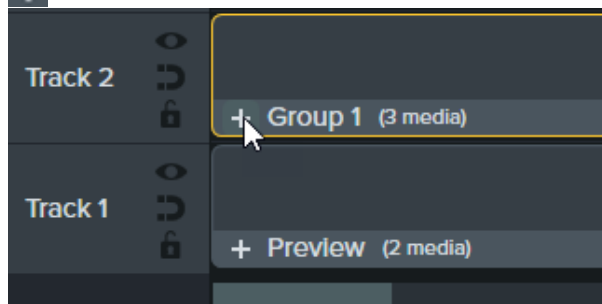 Track 2
+ Group 1 (3 media)
Track 1
+ Preview (2 media)